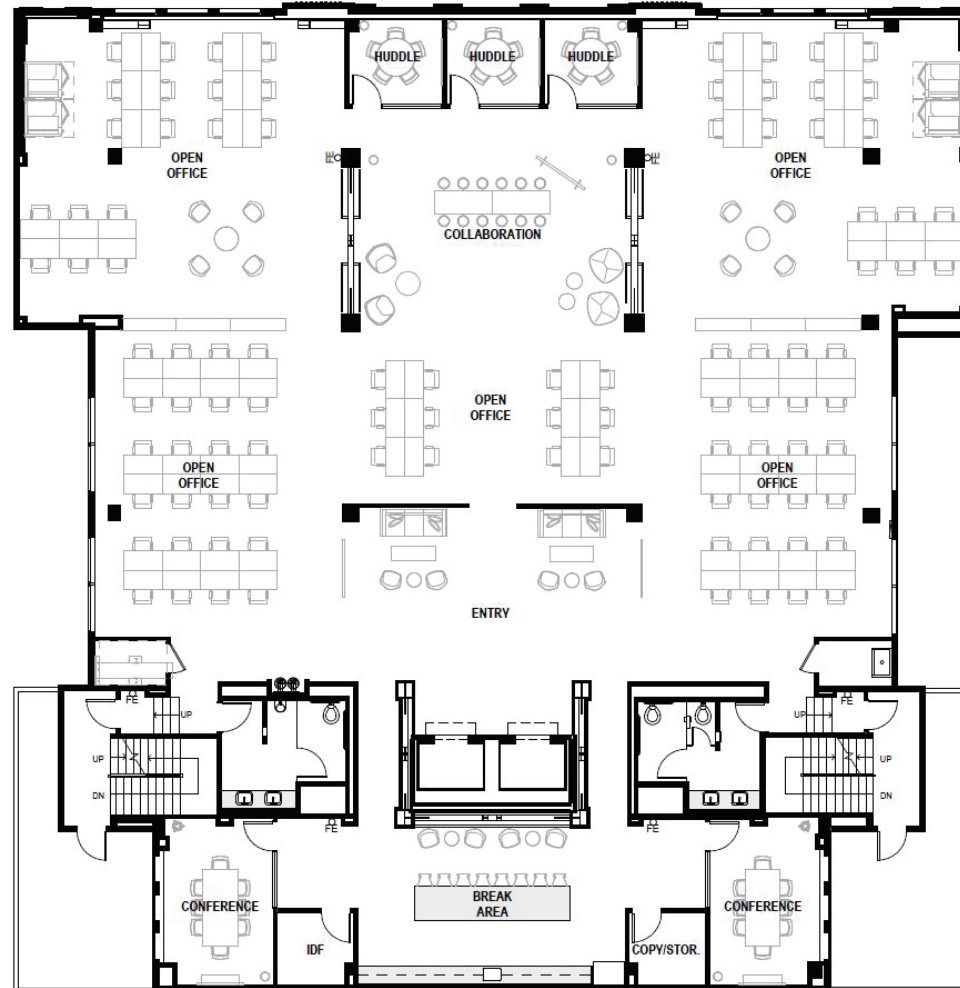 HUDDLE
HUDDLE
HUDDLE
OPEN
OFFICE
FE
FE
OPEN
OFFICE
COLLABORATION
OPEN
OFFICE
OPEN
OFFICE
OPEN
OFFICE
ENTRY
FE
FE
UP
UP
UP
UP
DN
DN
FE
FE
CONFERENCE
BREAK
AREA
CONFERENCE
IDF
COPY/STOR.